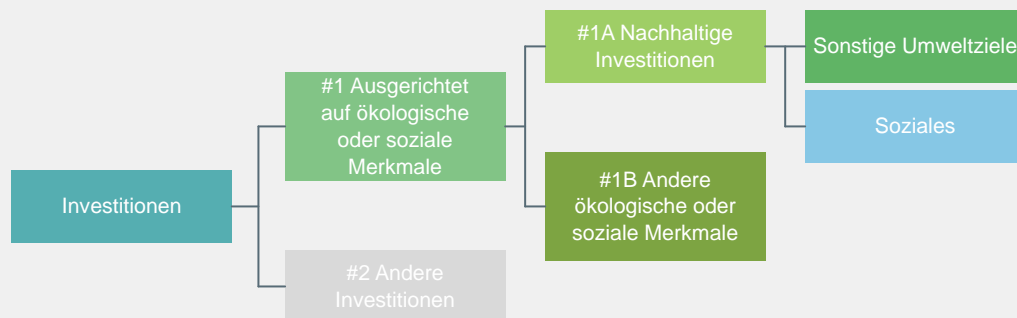 Investitionen
#1 Ausgerichtet
auf ökologische
oder soziale
Merkmale
#2 Andere
Investitionen
#1A Nachhaltige
Investitionen
#1B Andere
ökologische oder
soziale Merkmale
Sonstige Umweltziele
Soziales